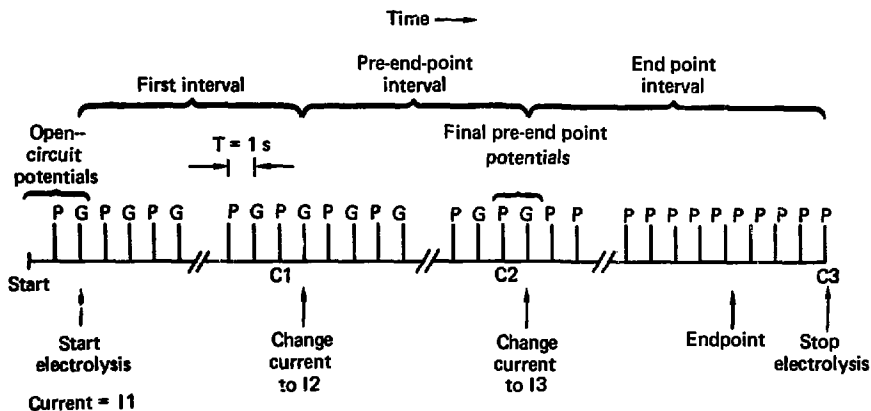 Time
First interval
Pre-end-point
interval
End point
interval
Open--
circuit
potentials
T = 1 s
Final pre-end point
potentials
P G P G P G
P G P G P G P G
P G P G P P
P P P P P P P P P
Start
C1
C2
C3
Start
electrolysis
Current = I1
Change
current
to I2
Change
current
to I3
Endpoint
Stop
electrolysis